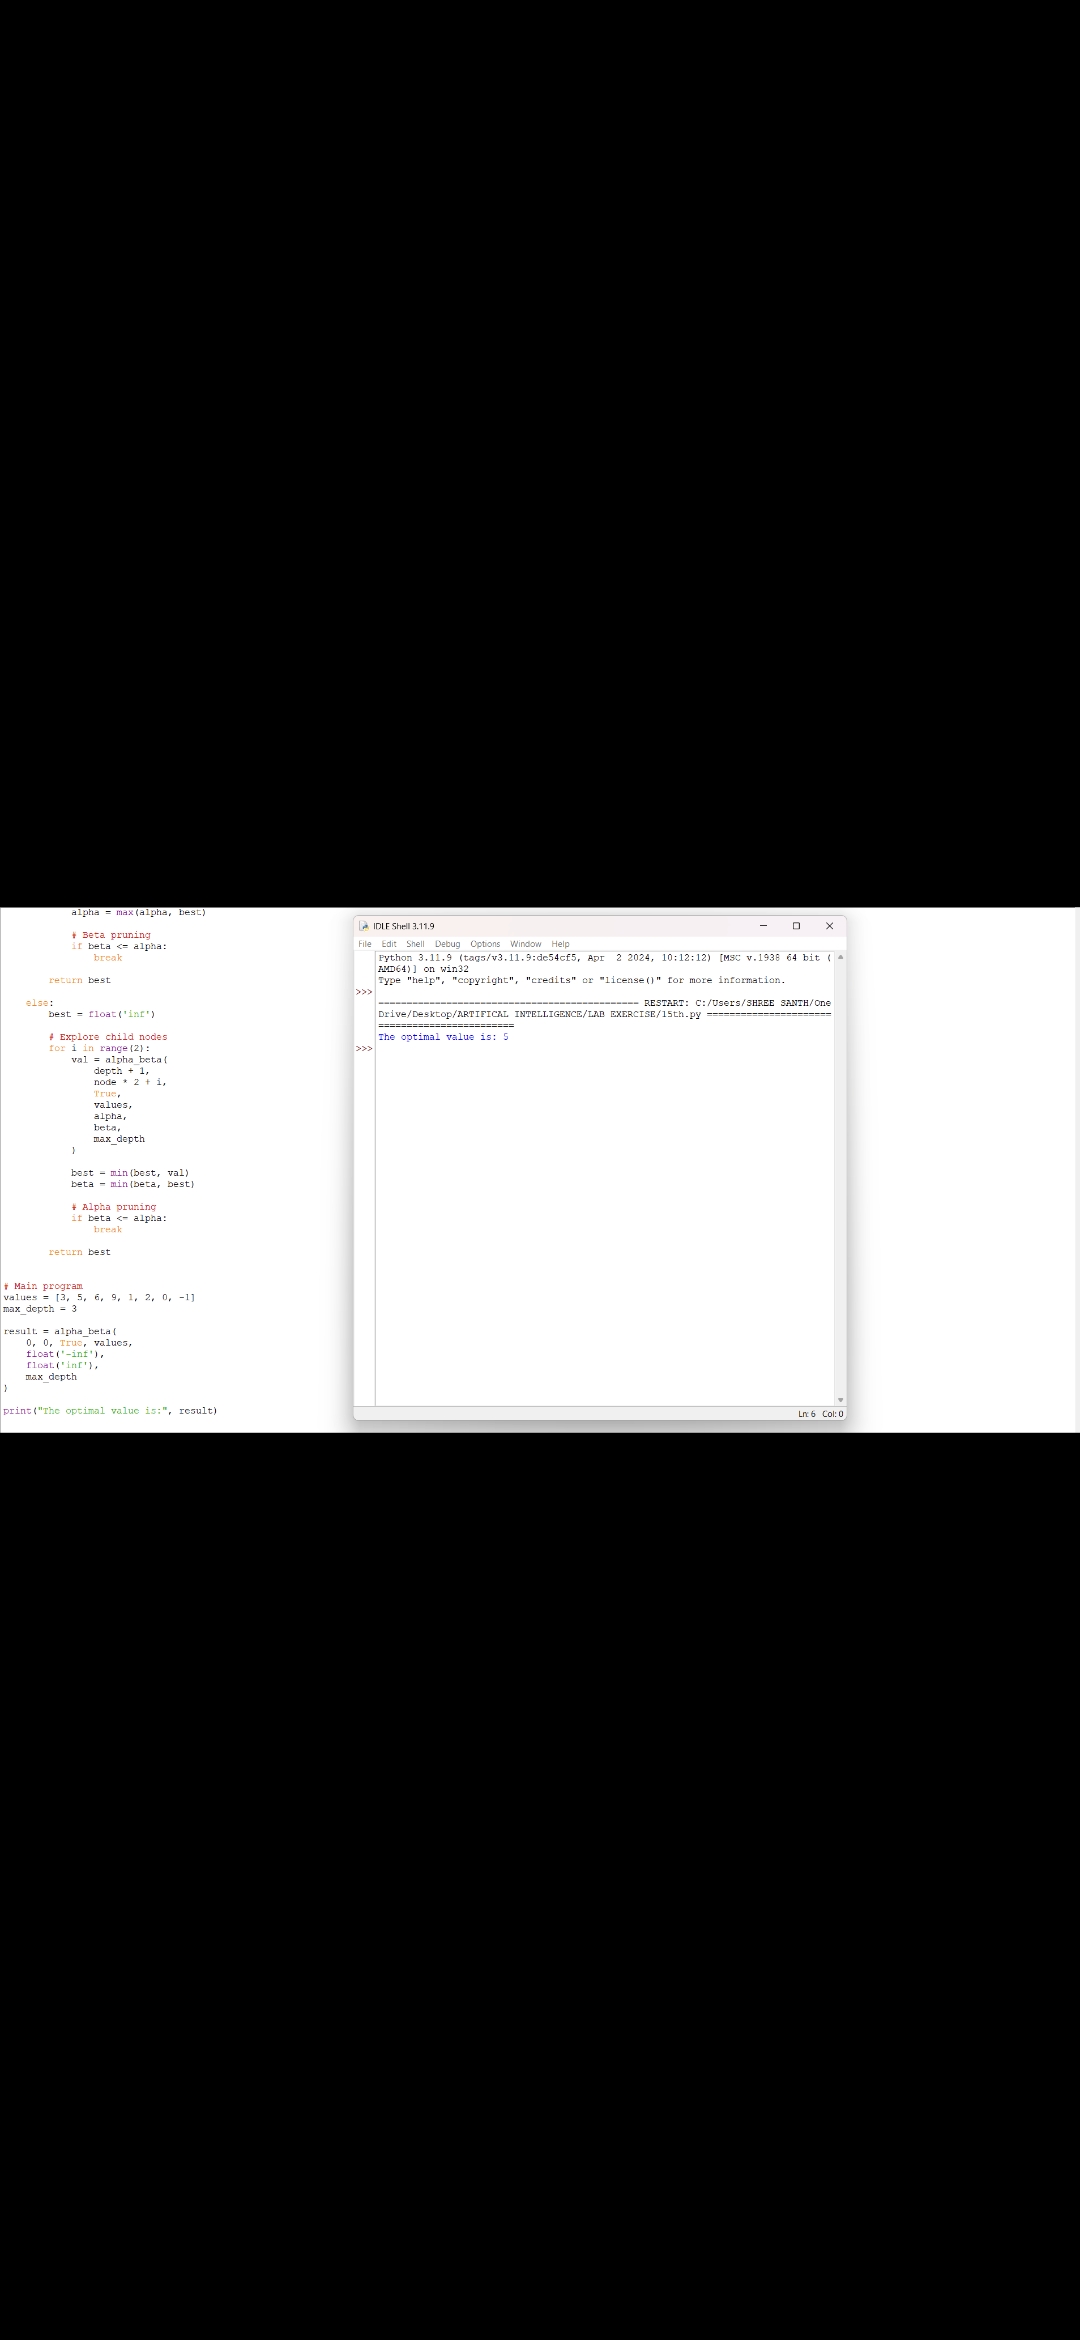 alpha = max(alpha, best)
# Beta pruning
if beta <= alpha:
break
return best
else:
best = float('inf')
# Explore child nodes
for i in range(2):
val = alpha_beta(
depth + 1,
node * 2 + i,
True,
values,
alpha,
beta,
max_depth
)
best = min(best, val)
beta = min(beta, best)
# Alpha pruning
if beta <= alpha:
break
return best
# Main program
values = [3, 5, 6, 9, 1, 2, 0, -1]
max_depth = 3
result = alpha_beta(
0, 0, True, values,
float('-inf'),
float('inf'),
max_depth
)
print("The optimal value is:", result)
IDLE Shell 3.11.9
File Edit Shell Debug Options Window Help
Python 3.11.9 (tags/v3.11.9:de54cf5, Apr  2 2024, 10:12:12) [MSC v.1938 64 bit (
AMD64)] on win32
Type "help", "copyright", "credits" or "license()" for more information.
>>>
============================================== RESTART: C:/Users/SHREE SANTH/One
Drive/Desktop/ARTIFICAL INTELLIGENCE/LAB EXERCISE/15th.py ======================
========================
The optimal value is: 5
>>>
Ln: 6 Col: 0